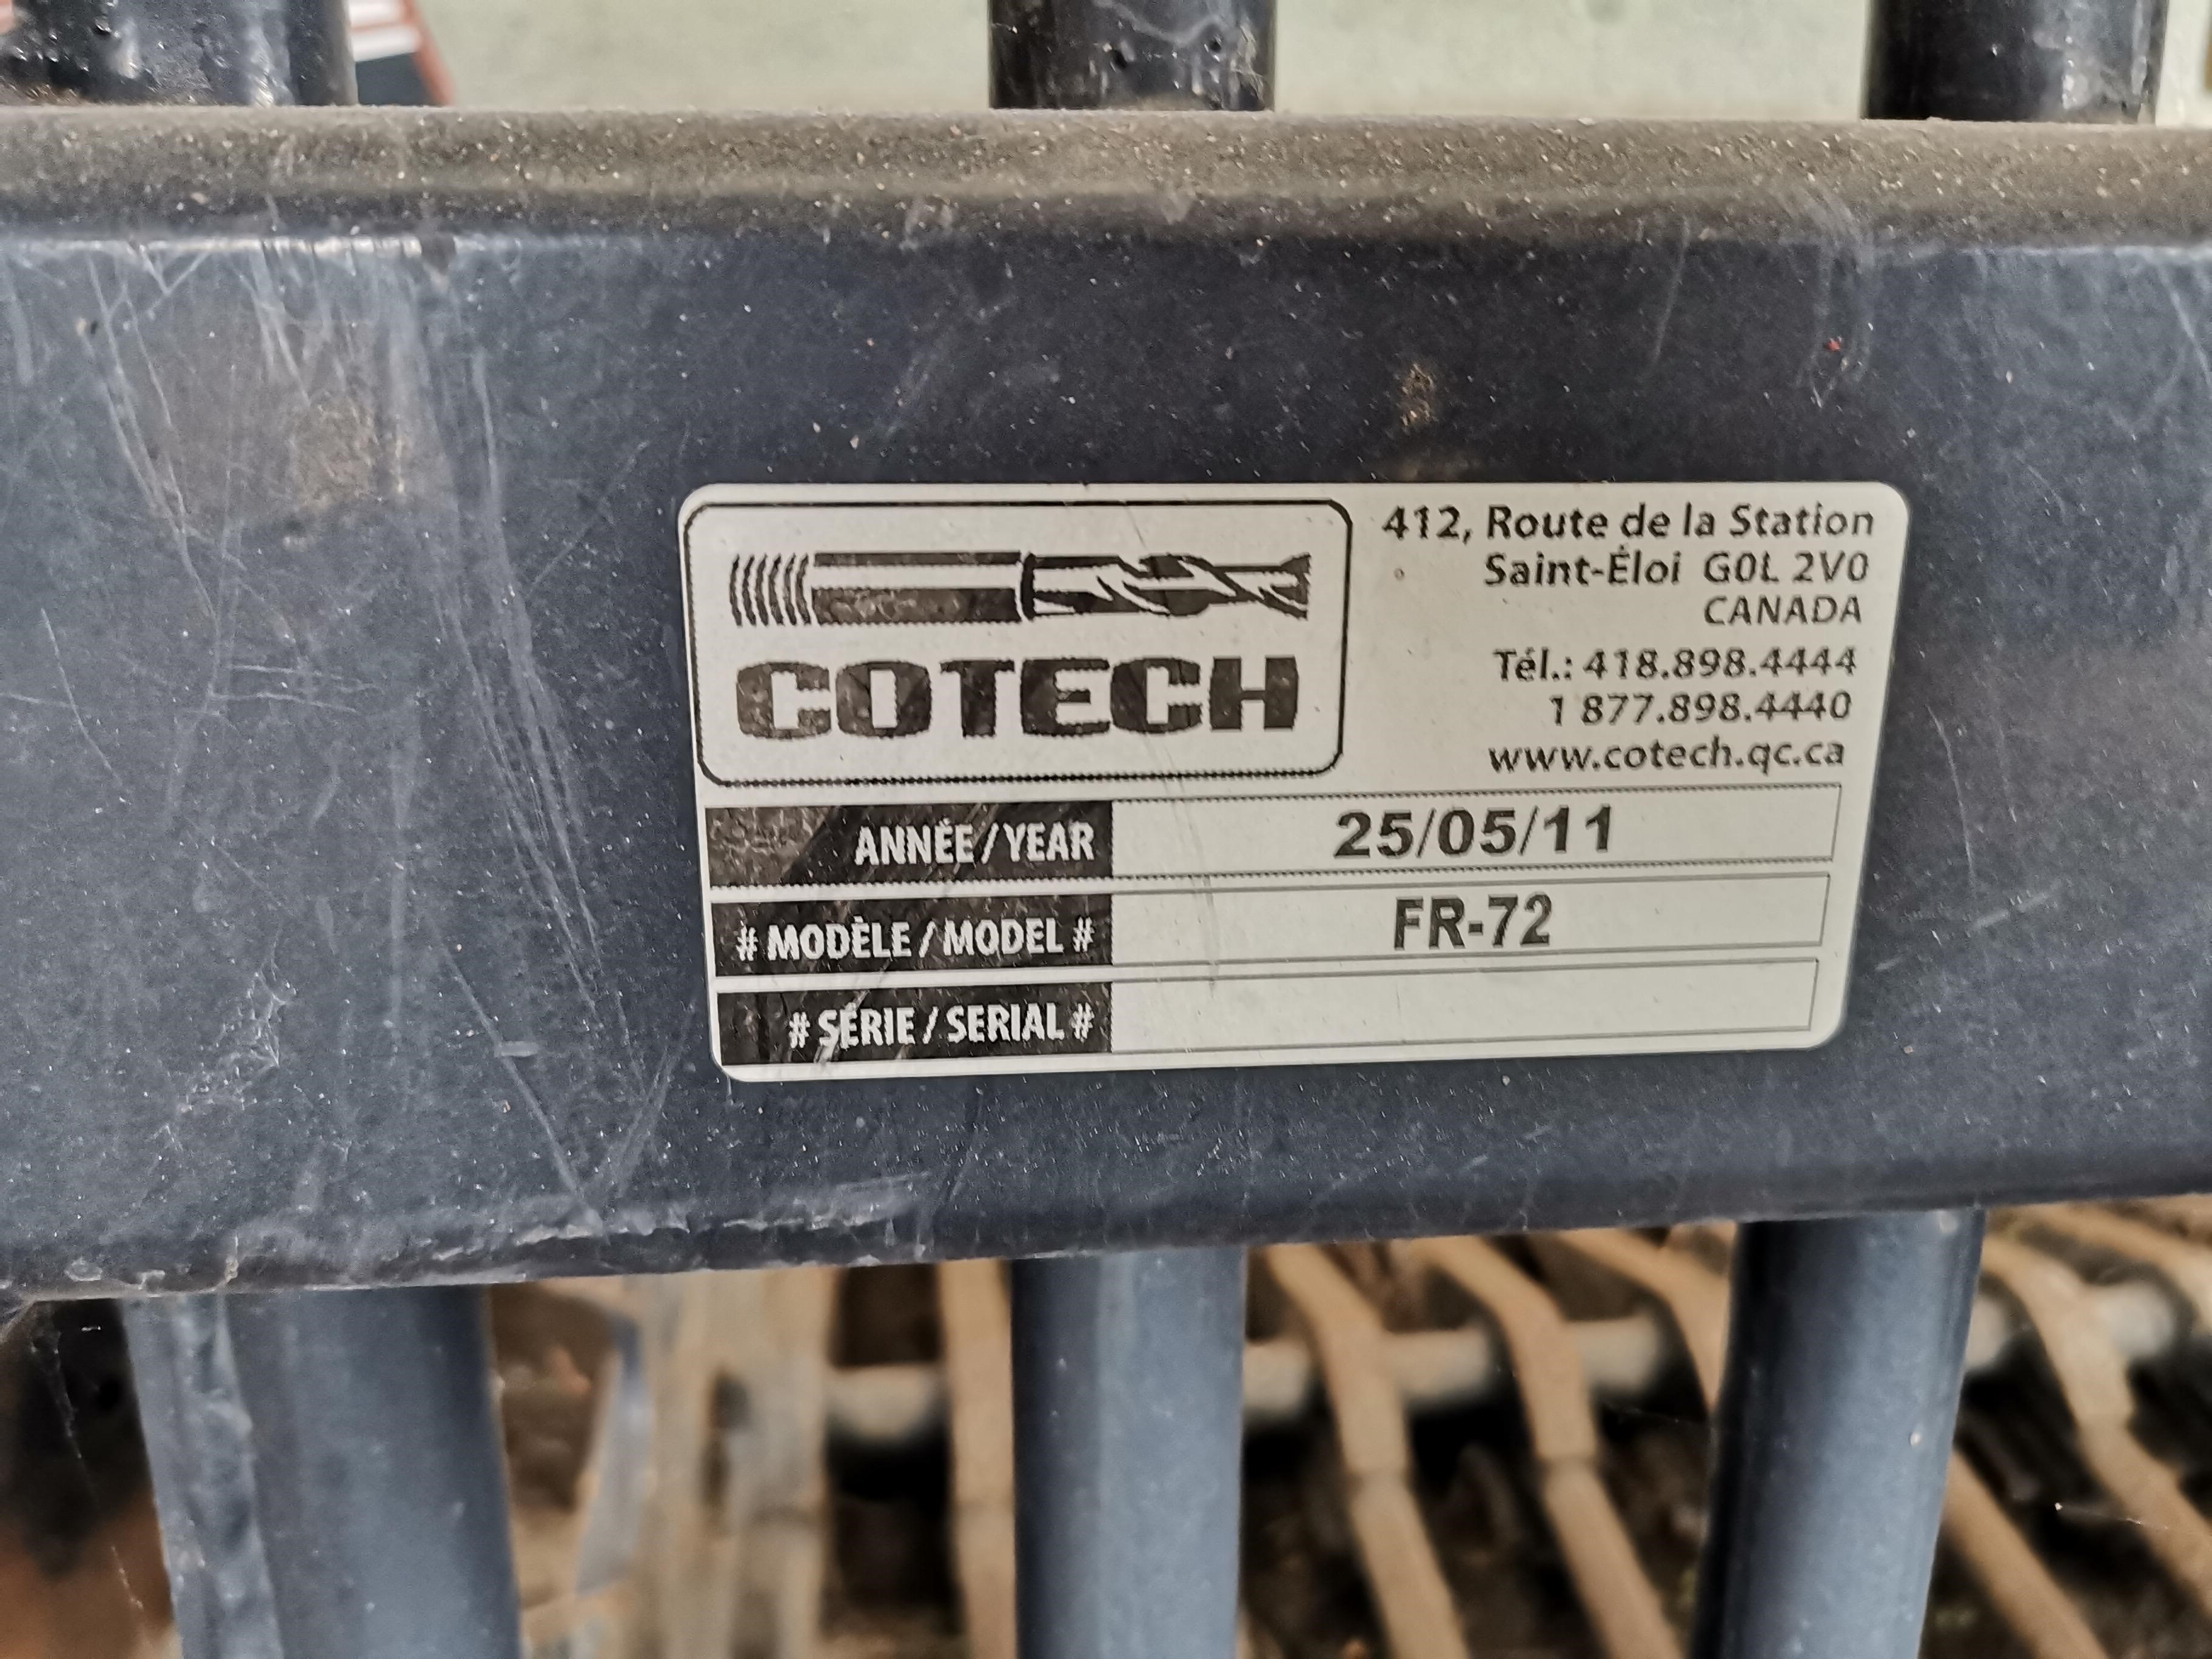 COTECH
412, Route de la Station
Saint-Éloi G0L 2V0
CANADA
Tél.: 418.898.4444
1 877.898.4440
www.cotech.qc.ca
ANNÉE / YEAR 25/05/11
# MODÈLE / MODEL # FR-72
# SÉRIE / SERIAL #